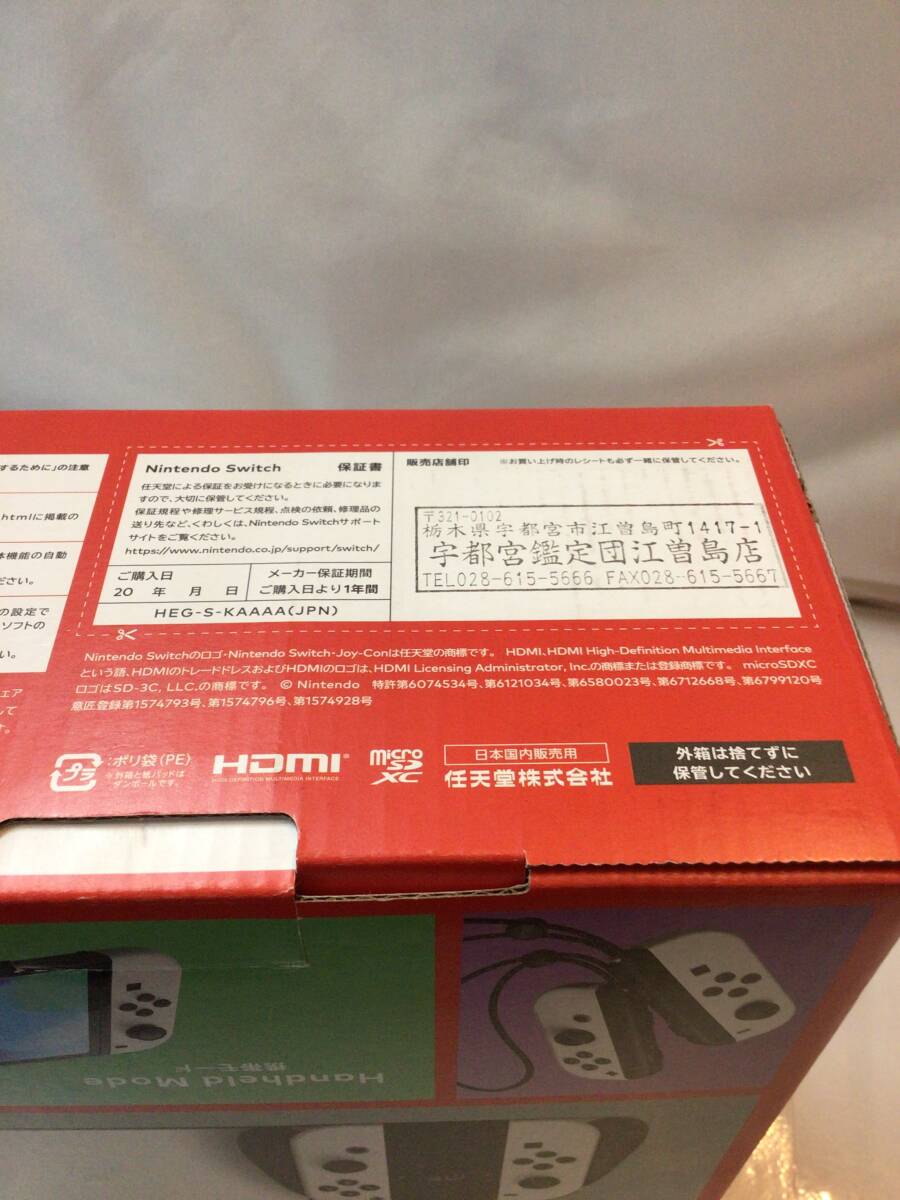 するために」の注意
htmlに掲載の
体機能の自動
ださい。
の設定で
ソフトの
ェア
して
す。
Nintendo Switch 保証書
任天堂による保証をお受けになるときに必要になりま
すので、大切に保管してください。
保証規程や修理サービス規程、点検の依頼、修理品の
送り先など、くわしくは、Nintendo Switchサポート
サイトをご覧ください。
https://www.nintendo.co.jp/support/switch/
ご購入日
20 年 月 日
メーカー保証期間
ご購入日より1年間
HEG-S-KAAAA(JPN)
販売店舗印 ※お買い上げ時のレシートも必ず一緒に保管してください。
〒321-0102
栃木県宇都宮市江曽島町1417-1
宇都宮鑑定団江曽島店
TEL028-615-5666 FAX028-615-5667
Nintendo Switchのロゴ・Nintendo Switch・Joy-Conは任天堂の商標です。 HDMI、HDMI High-Definition Multimedia Interface
という語、HDMIのトレードドレスおよびHDMIのロゴは、HDMI Licensing Administrator, Inc.の商標または登録商標です。 microSDXC
ロゴはSD-3C, LLC.の商標です。 © Nintendo 特許第6074534号、第6121034号、第6580023号、第6712668号、第6799120号
意匠登録第1574793号、第1574796号、第1574928号
プラ
:ポリ袋(PE)
※外箱と紙パッドは
ダンボールです。
HDMI®
HIGH-DEFINITION MULTIMEDIA INTERFACE
micro
SD
XC
日本国内販売用
任天堂株式会社
外箱は捨てずに
保管してください
携帯モード
Handheld Mode